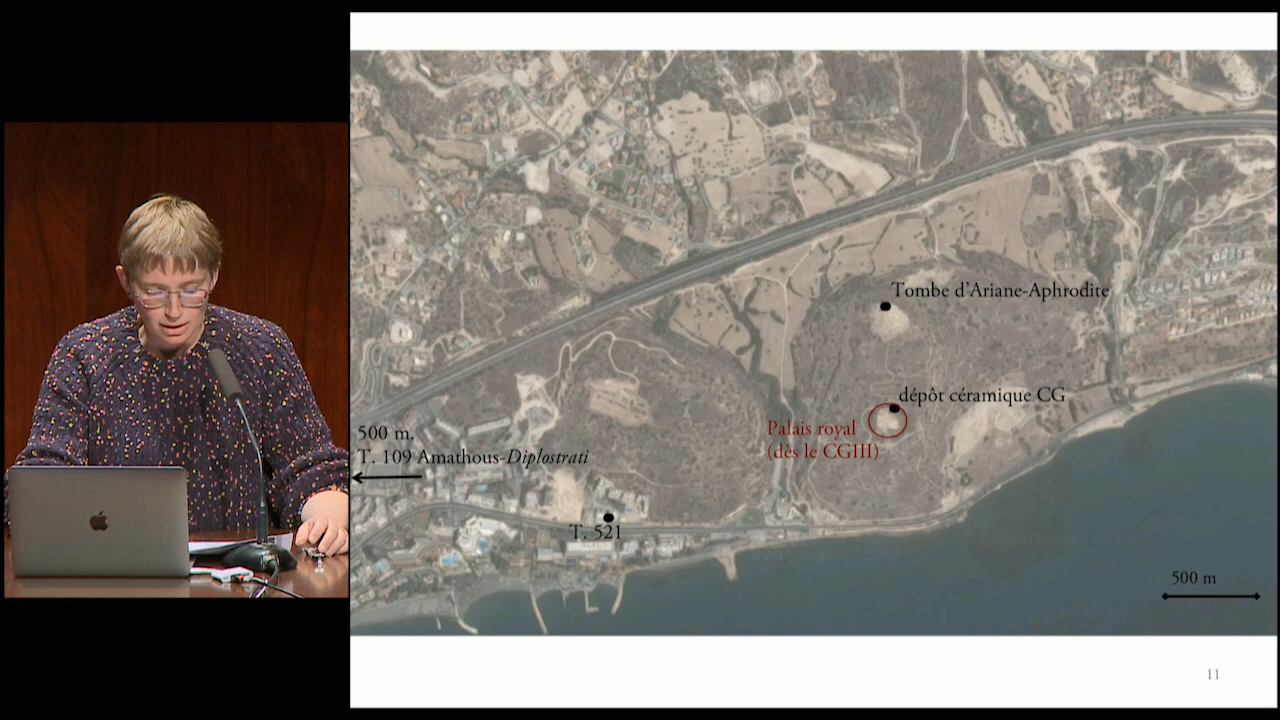 Tombe d'Ariane-Aphrodite
dépôt céramique CG
Palais royal
(dès le CGIII)
500 m.
T. 109 Amathous-Diplostrati
T. 521
500 m
11